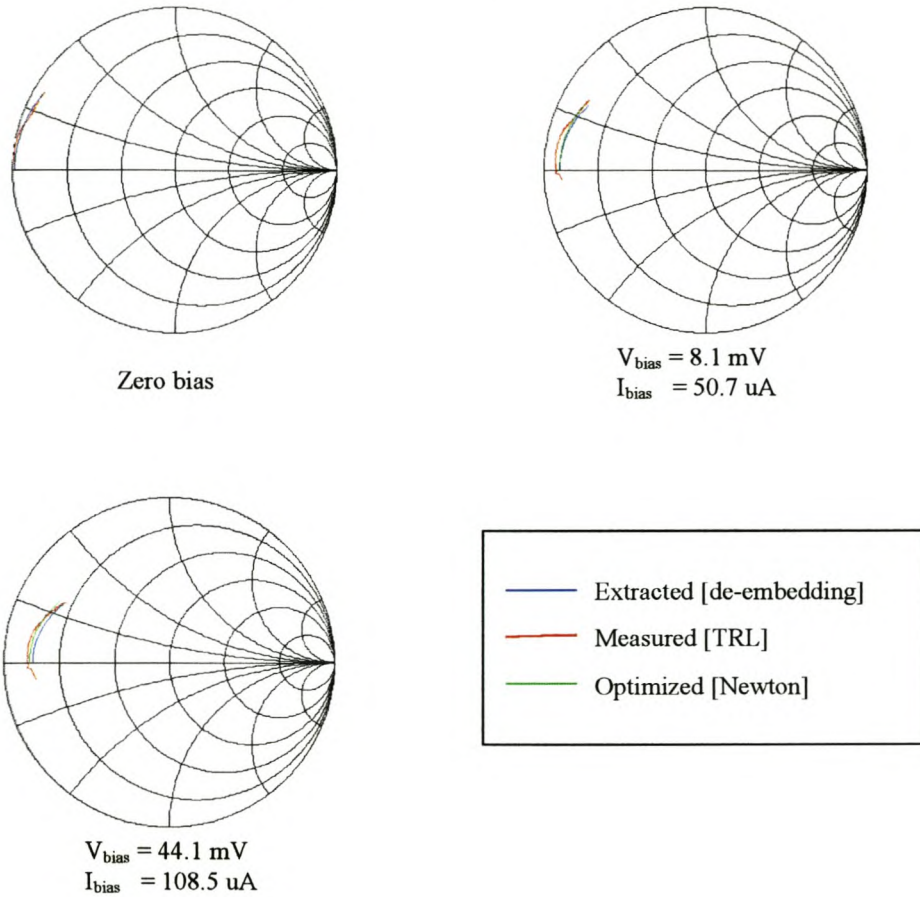 Zero bias
V_bias = 8.1 mV
I_bias = 50.7 uA
V_bias = 44.1 mV
I_bias = 108.5 uA
Extracted [de-embedding]
Measured [TRL]
Optimized [Newton]